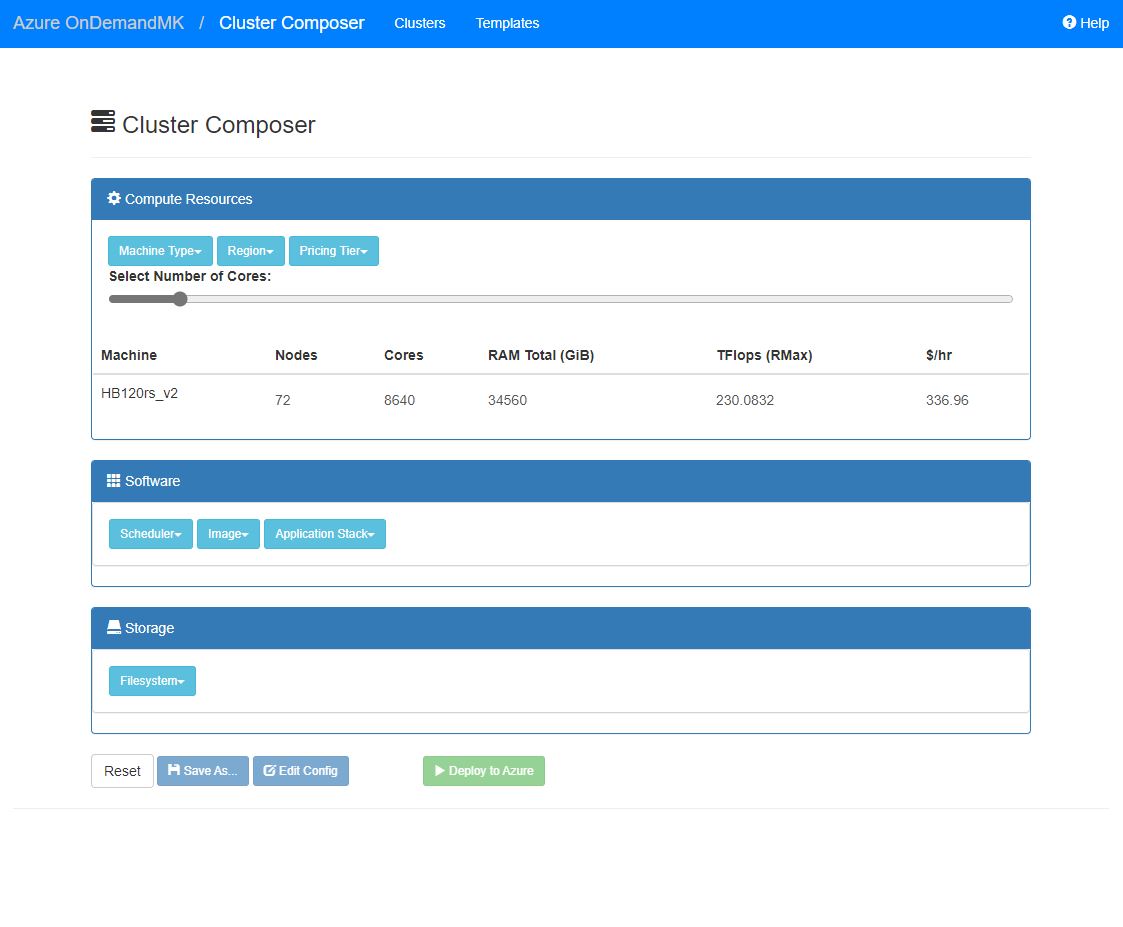 Azure OnDemandMK / Cluster Composer Clusters Templates Help
Cluster Composer
Compute Resources
Machine Type Region Pricing Tier
Select Number of Cores:
Machine Nodes Cores RAM Total (GiB) TFlops (RMax) $/hr
HB120rs_v2 72 8640 34560 230.0832 336.96
Software
Scheduler Image Application Stack
Storage
Filesystem
Reset Save As... Edit Config Deploy to Azure